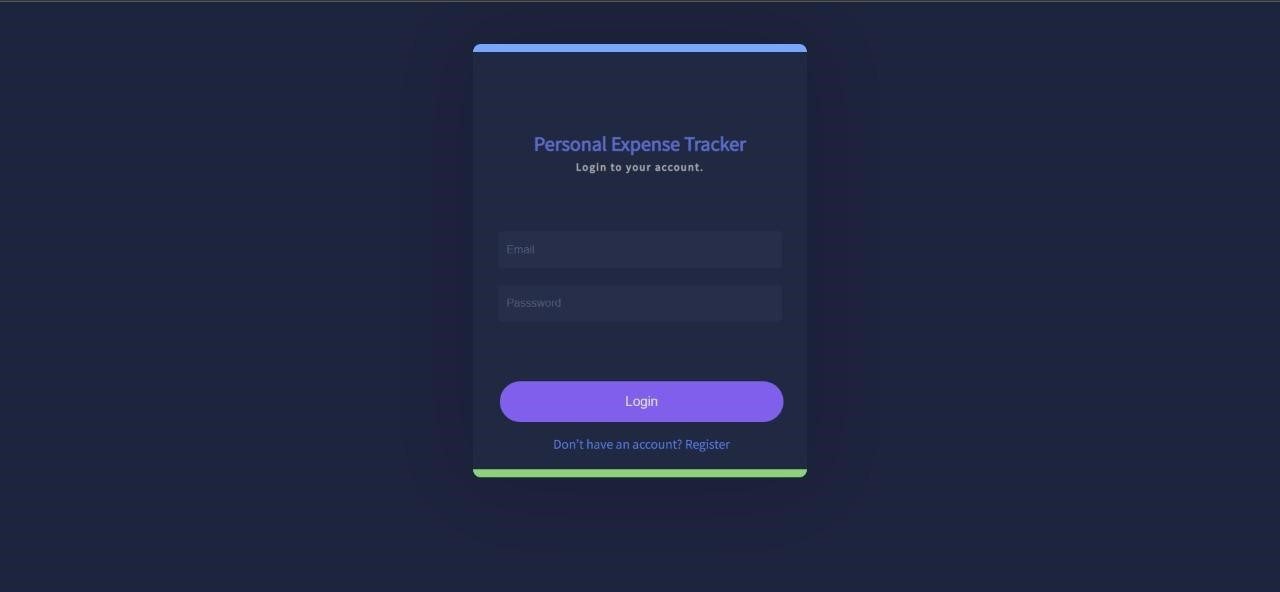 Personal Expense Tracker
Login to your account.
Email
Passsword
Login
Don't have an account? Register